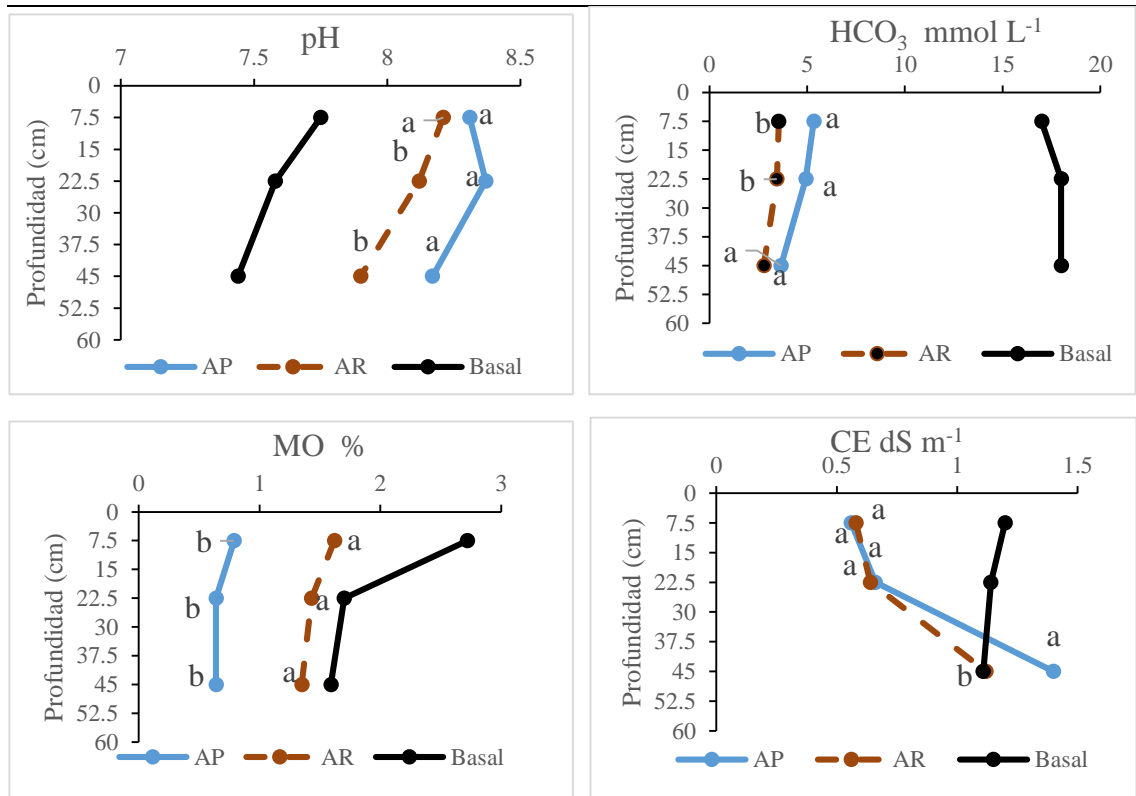 pH
7 7.5 8 8.5
0
7.5
15
22.5
30
37.5
45
52.5
60
Profundidad (cm)
a a
b
a
b a
AP AR Basal
HCO3 mmol L-1
0 5 10 15 20
0
7.5
15
22.5
30
37.5
45
52.5
60
Profundidad (cm)
b a
b a
a
a
AP AR Basal
MO %
0 1 2 3
0
7.5
15
22.5
30
37.5
45
52.5
60
Profundidad (cm)
b a
b a
b a
AP AR Basal
CE dS m-1
0 0.5 1 1.5
0
7.5
15
22.5
30
37.5
45
52.5
60
Profundidad (cm)
a
a
a
a
a
b
AP AR Basal